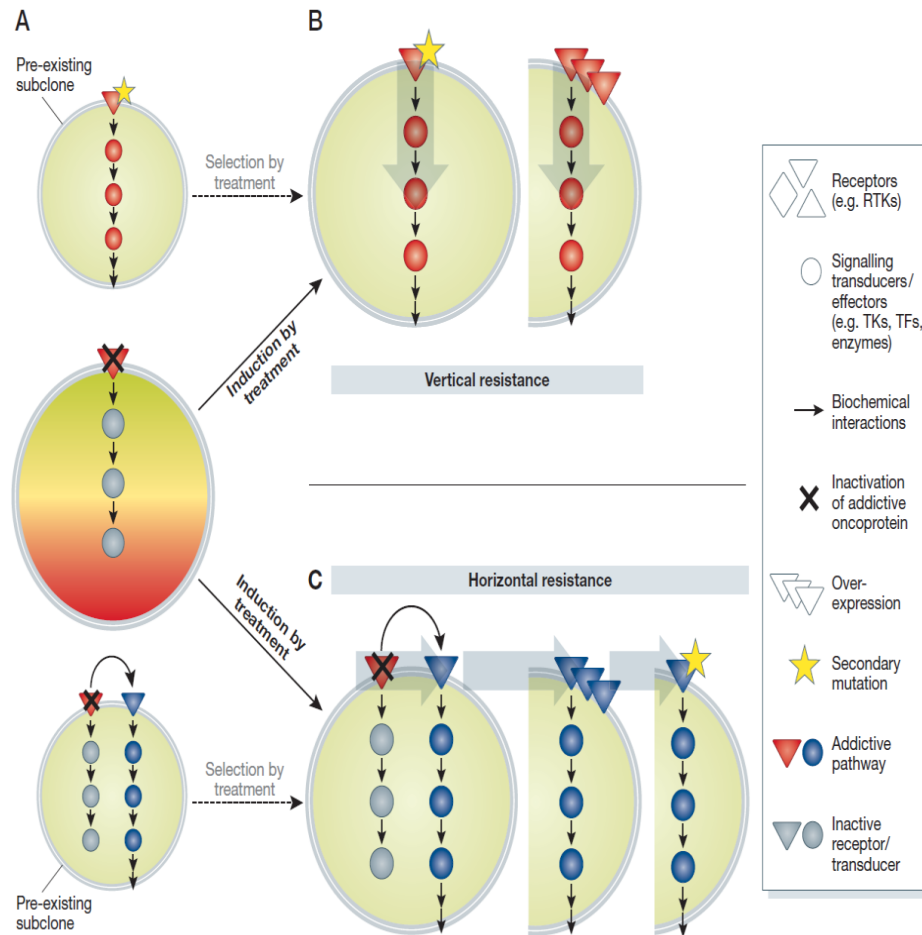 A
Pre-existing
subclone
Selection by
treatment
B
Induction by
treatment
Vertical resistance
Induction by
treatment
C
Horizontal resistance
Selection by
treatment
Pre-existing
subclone
Receptors
(e.g. RTKs)
Signalling
transducers/
effectors
(e.g. TKs, TFs,
enzymes)
Biochemical
interactions
Inactivation
of addictive
oncoprotein
Over-
expression
Secondary
mutation
Addictive
pathway
Inactive
receptor/
transducer